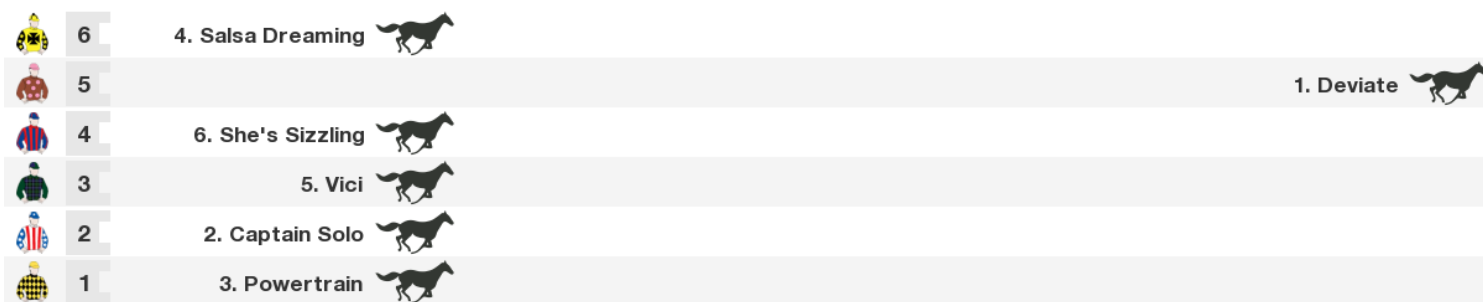 6 4. Salsa Dreaming
5 1. Deviate
4 6. She's Sizzling
3 5. Vici
2 2. Captain Solo
1 3. Powertrain